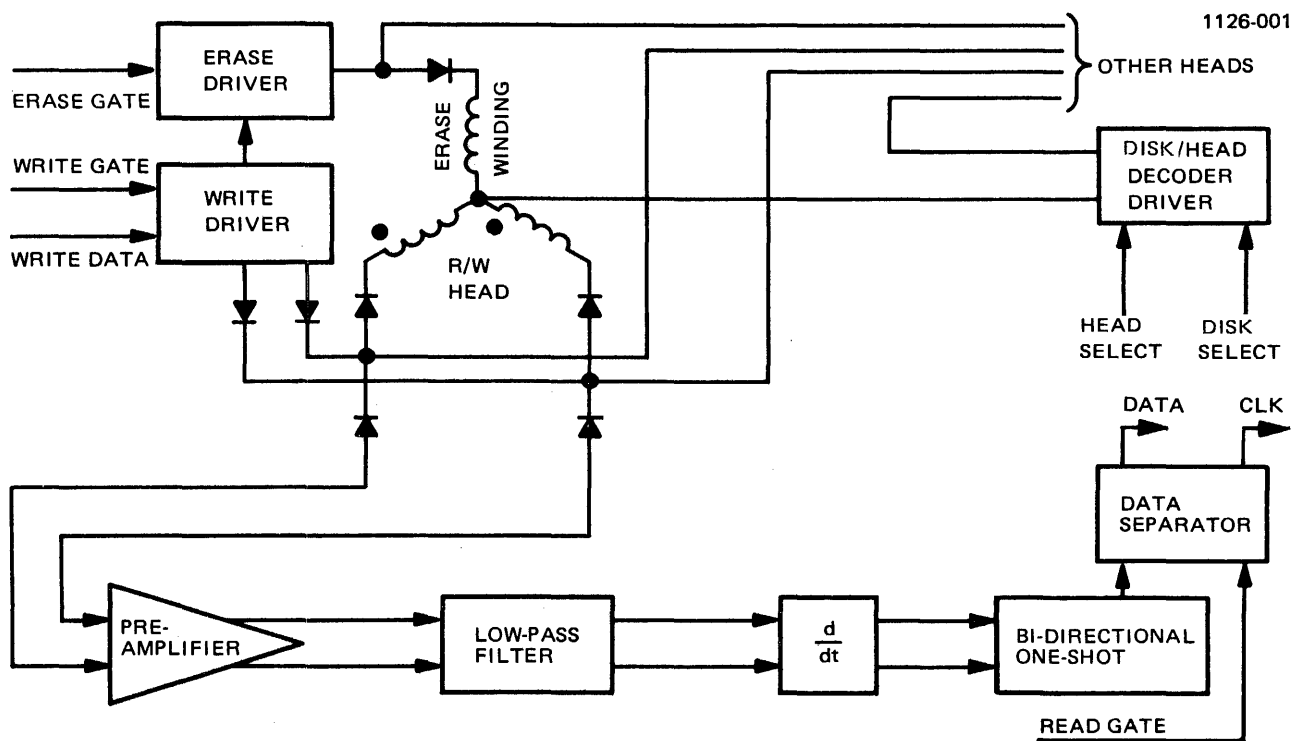 1126-001
ERASE
DRIVER
ERASE GATE
OTHER HEADS
ERASE
WINDING
DISK/HEAD
DECODER
DRIVER
WRITE GATE
WRITE
DRIVER
WRITE DATA
R/W
HEAD
HEAD
SELECT
DISK
SELECT
DATA
CLK
DATA
SEPARATOR
PRE-
AMPLIFIER
LOW-PASS
FILTER
d
dt
BI-DIRECTIONAL
ONE-SHOT
READ GATE